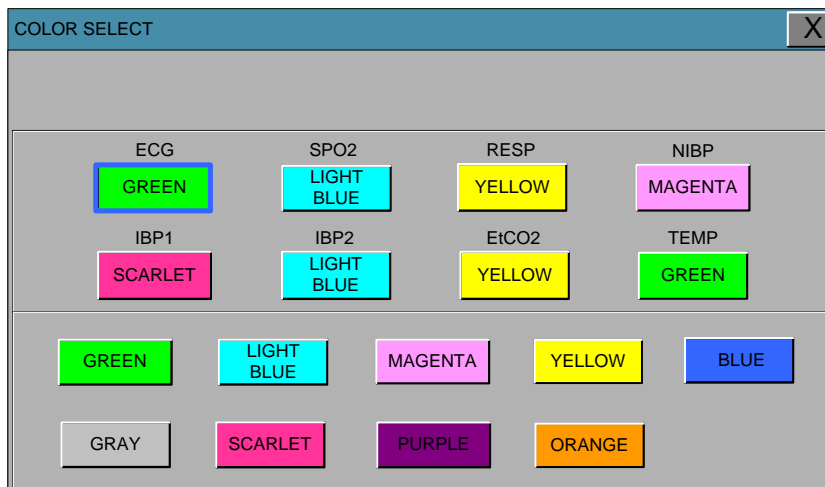 COLOR SELECT X
ECG SPO2 RESP NIBP
GREEN LIGHT BLUE YELLOW MAGENTA
IBP1 IBP2 EtCO2 TEMP
SCARLET LIGHT BLUE YELLOW GREEN
GREEN LIGHT BLUE MAGENTA YELLOW BLUE
GRAY SCARLET PURPLE ORANGE